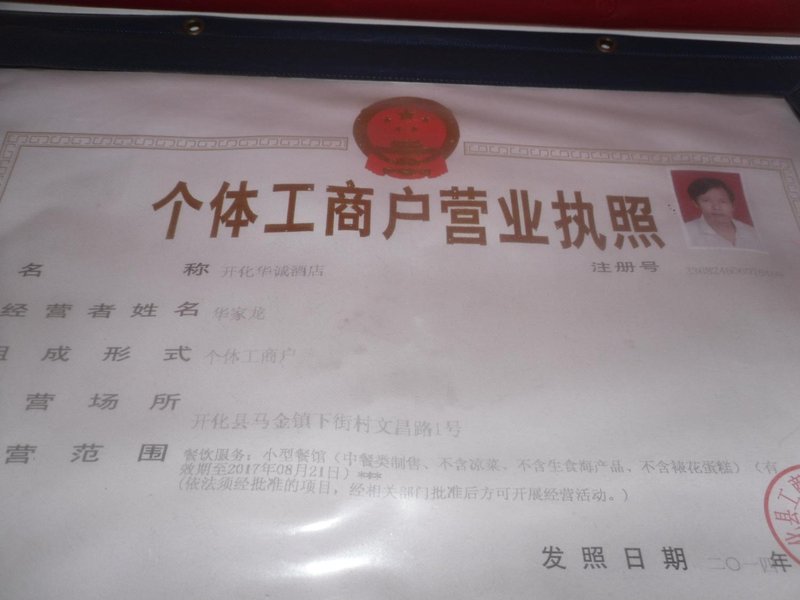 个体工商户营业执照
名 称 开化华诚酒店 注册号
经营者姓名 华家龙
组成形式 个体工商户
营场所 开化县马金镇下街村文昌路1号
营范围 餐饮服务：小型餐馆（中餐类制售、不含凉菜、不含生食海产品、不含裱花蛋糕）（有
效期至2017年08月21日）***
（依法须经批准的项目，经相关部门批准后方可开展经营活动。）
发照日期 二〇一四年